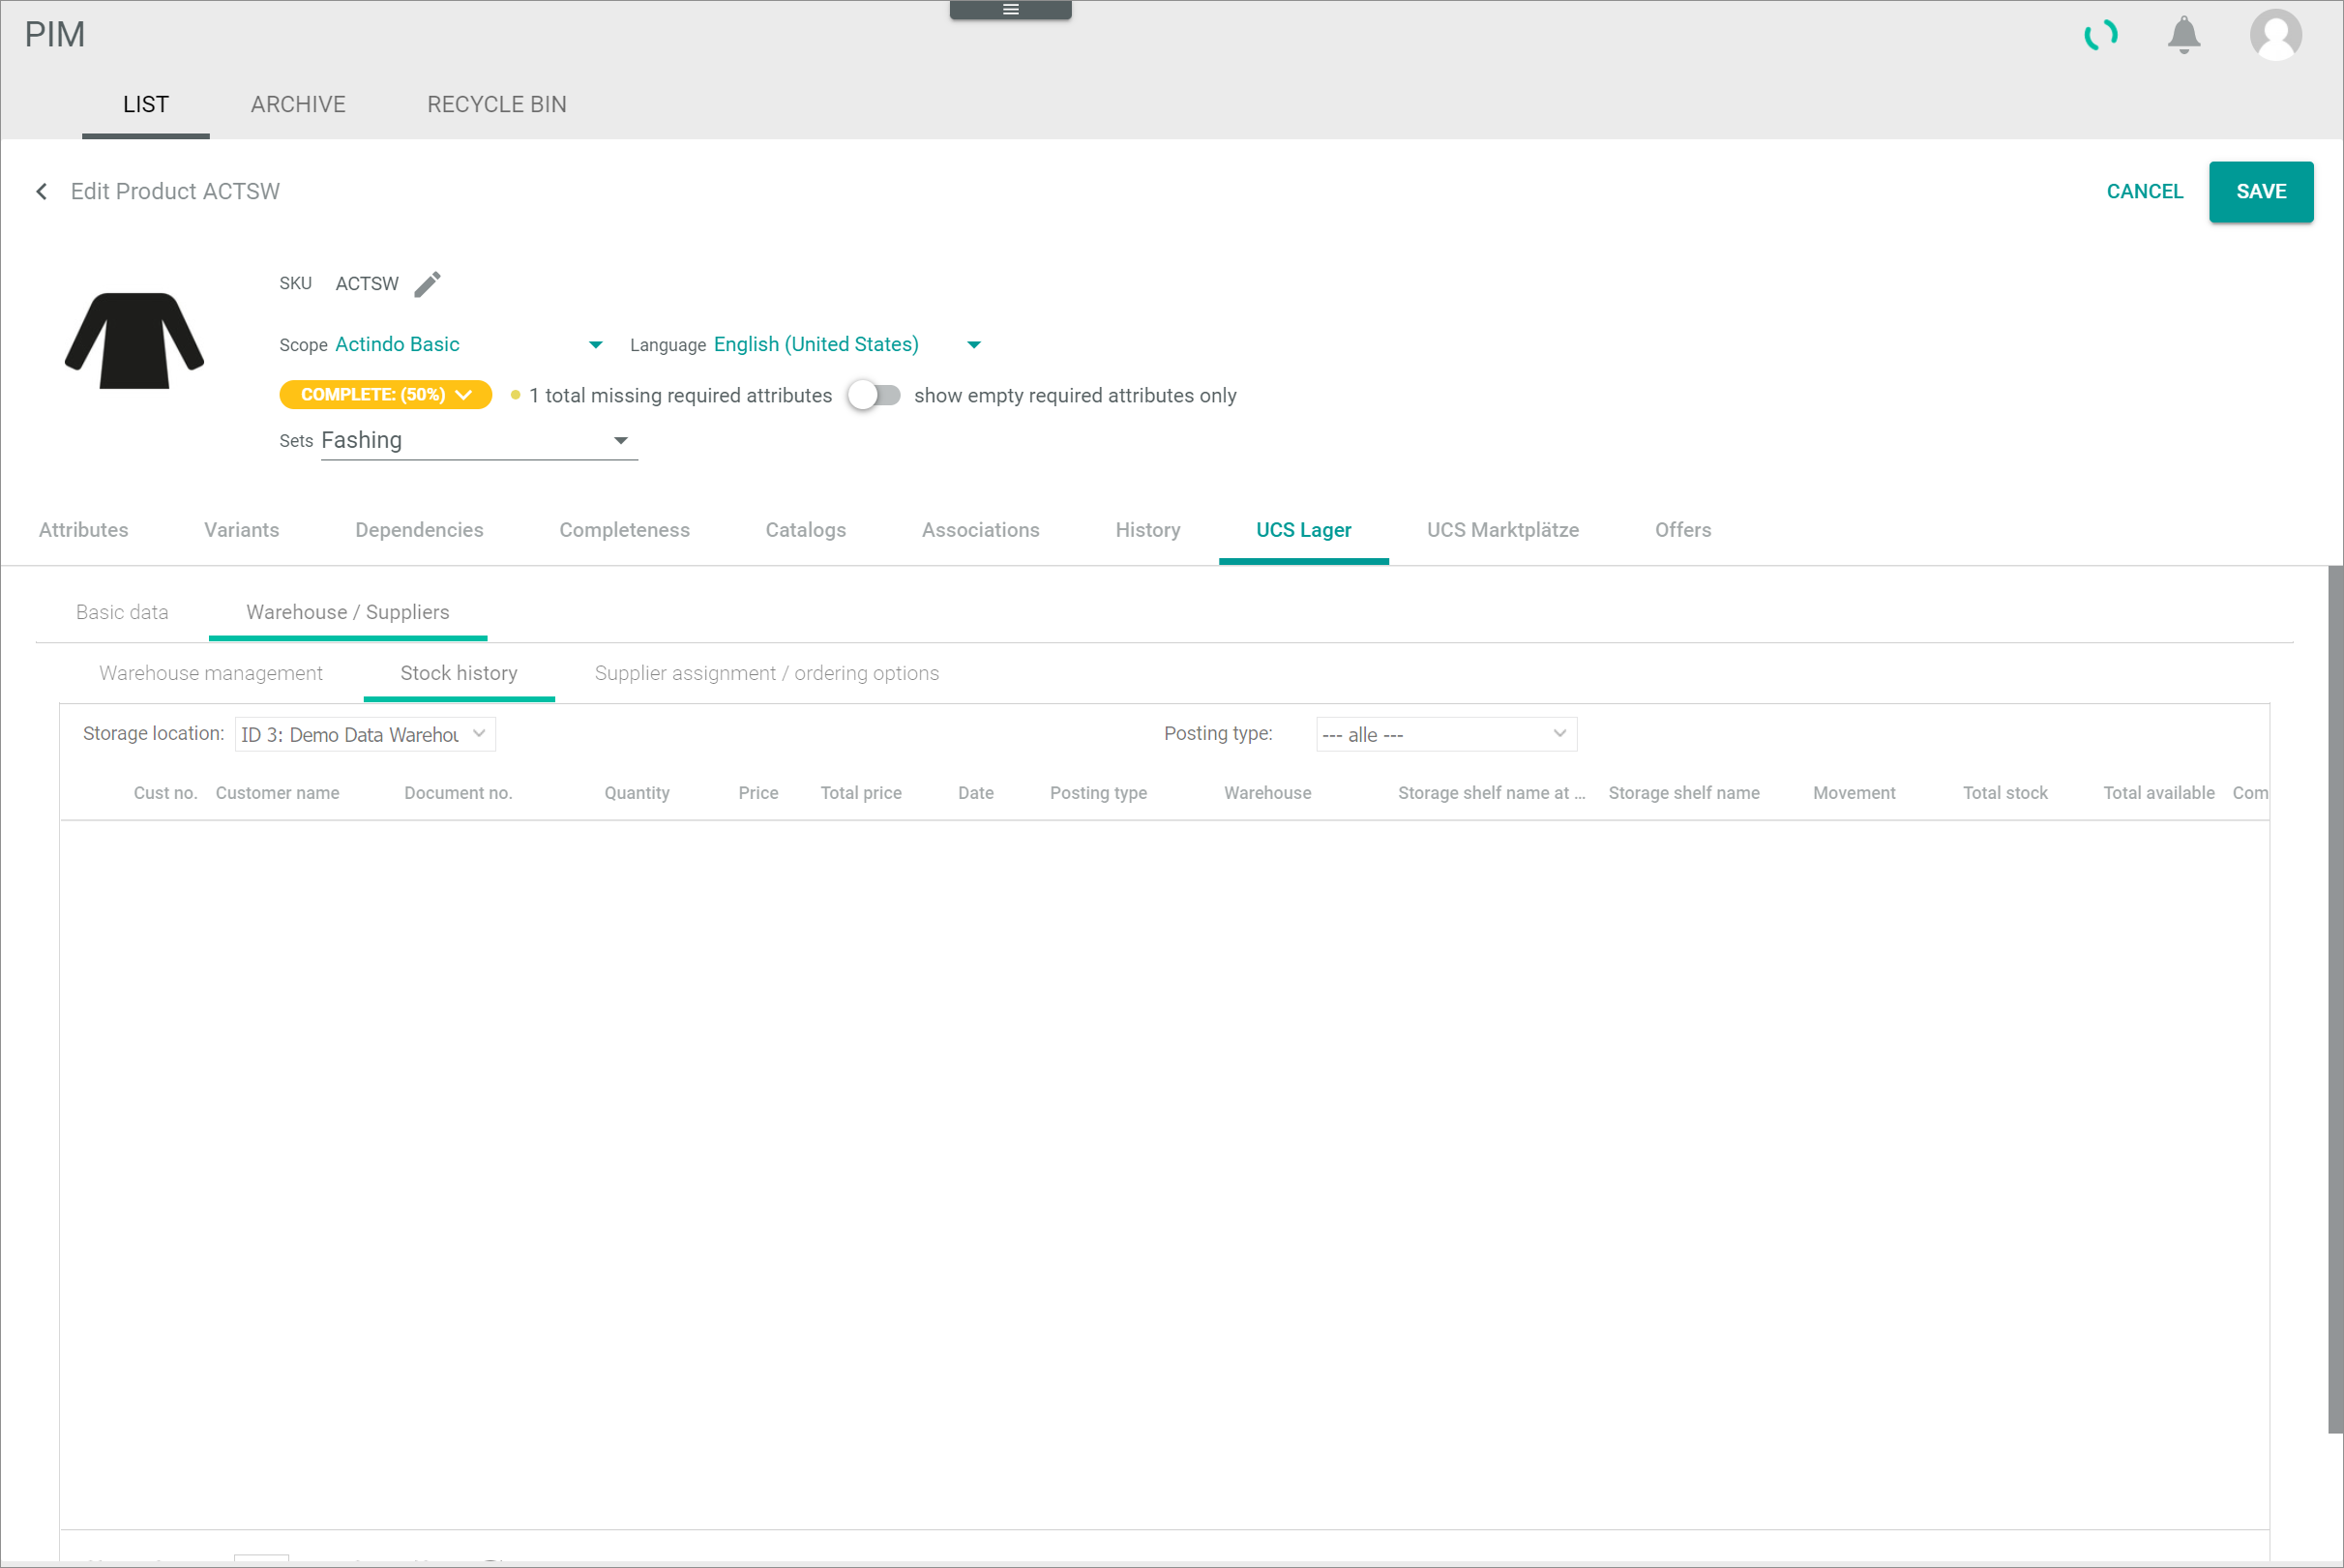 PIM
LIST ARCHIVE RECYCLE BIN
Edit Product ACTSW CANCEL SAVE
SKU ACTSW
Scope Actindo Basic Language English (United States)
COMPLETE: (50%) 1 total missing required attributes show empty required attributes only
Sets Fashing
Attributes Variants Dependencies Completeness Catalogs Associations History UCS Lager UCS Marktplätze Offers
Basic data Warehouse / Suppliers
Warehouse management Stock history Supplier assignment / ordering options
Storage location: ID 3: Demo Data Warehou Posting type: --- alle ---
Cust no. Customer name Document no. Quantity Price Total price Date Posting type Warehouse Storage shelf name at ... Storage shelf name Movement Total stock Total available Com